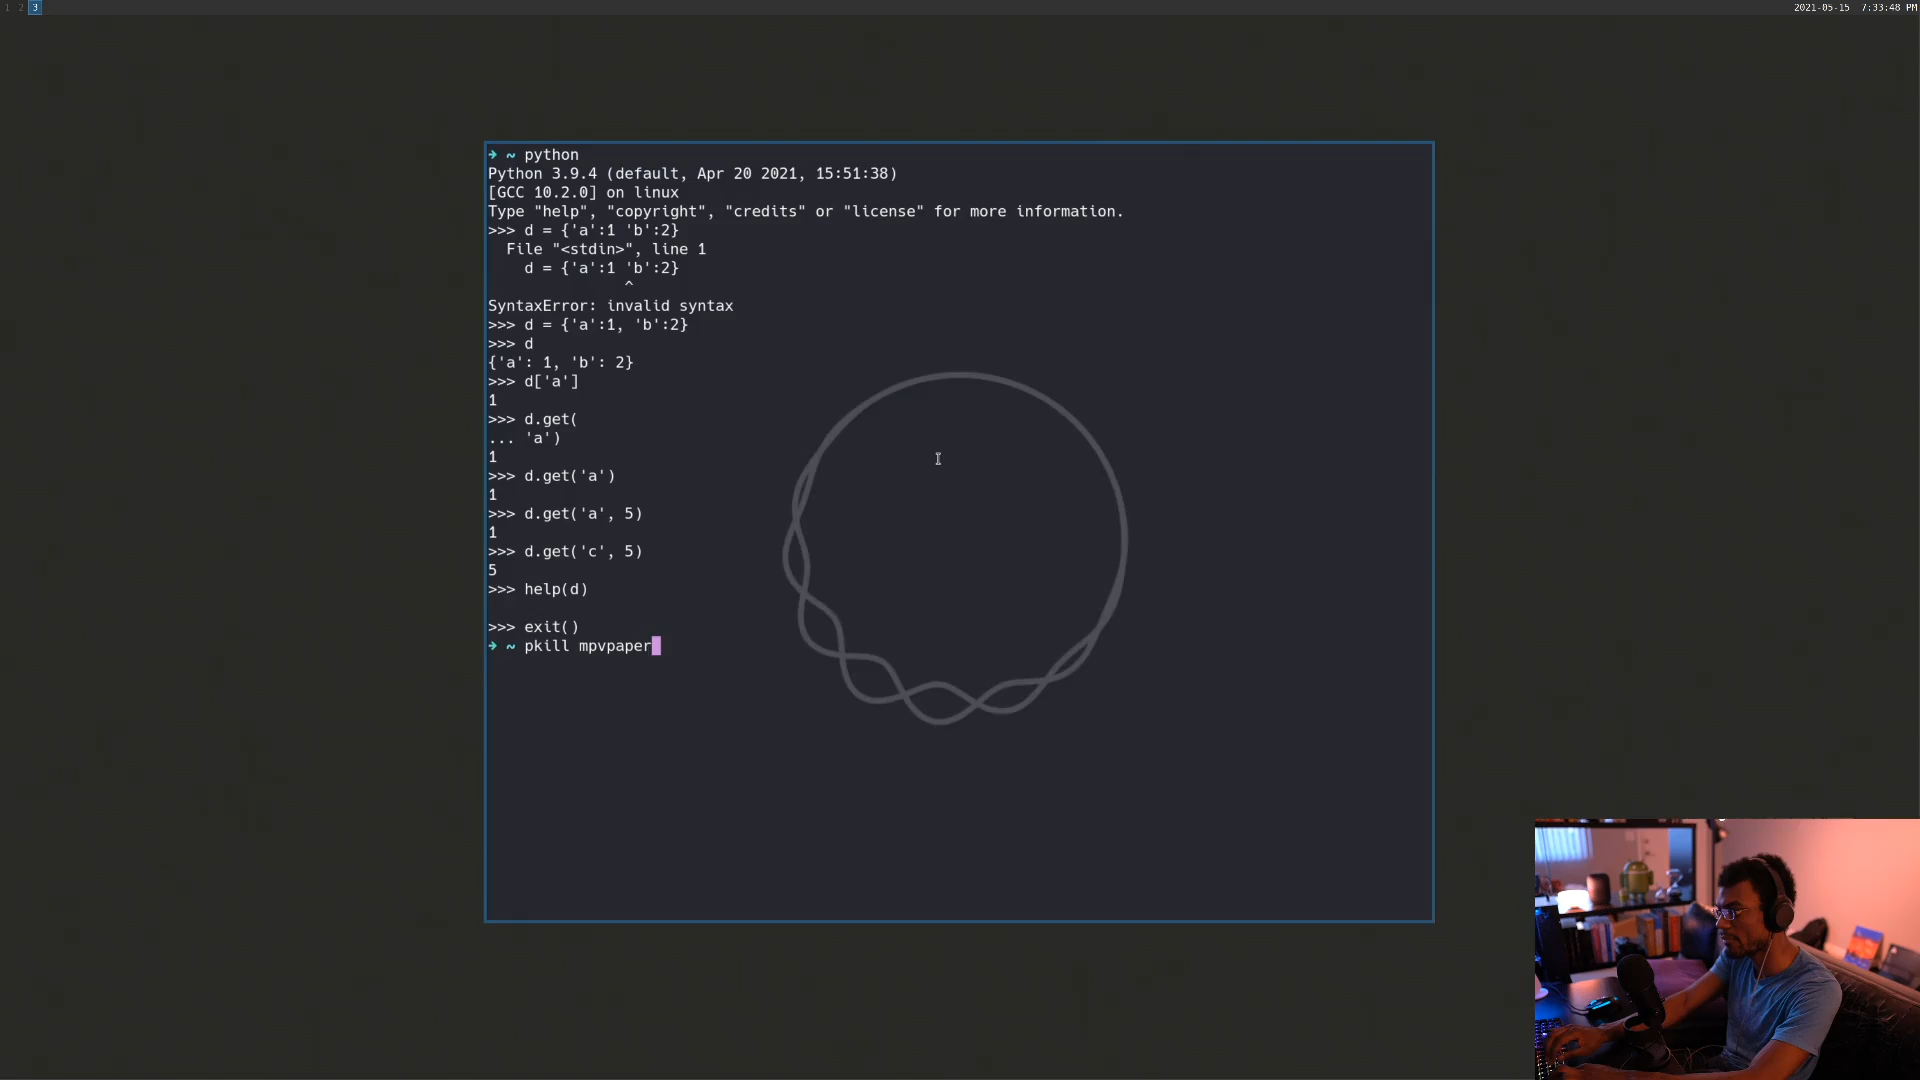 1 2 3
2021-05-15 7:33:48 PM
➜ ~ python
Python 3.9.4 (default, Apr 20 2021, 15:51:38)
[GCC 10.2.0] on linux
Type "help", "copyright", "credits" or "license" for more information.
>>> d = {'a':1 'b':2}
  File "<stdin>", line 1
    d = {'a':1 'b':2}
               ^
SyntaxError: invalid syntax
>>> d = {'a':1, 'b':2}
>>> d
{'a': 1, 'b': 2}
>>> d['a']
1
>>> d.get(
... 'a')
1
>>> d.get('a')
1
>>> d.get('a', 5)
1
>>> d.get('c', 5)
5
>>> help(d)
>>> exit()
➜ ~ pkill mpvpaper